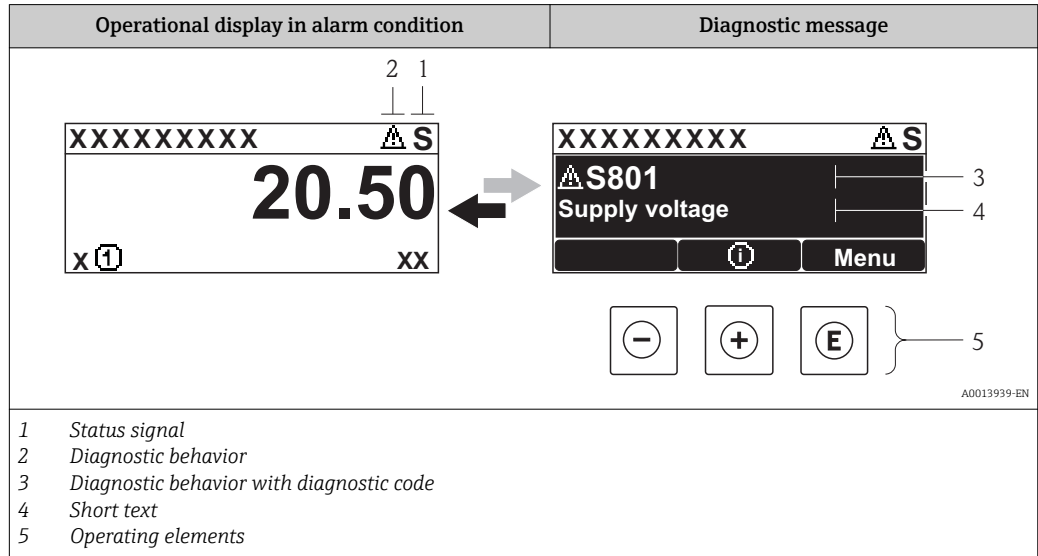 Operational display in alarm condition
Diagnostic message
2 1
XXXXXXXXX ⚠ S
20.50
X ① XX
XXXXXXXXX ⚠ S
⚠S801
Supply voltage
ⓘ Menu
3
4
− + E
5
A0013939-EN
1 Status signal
2 Diagnostic behavior
3 Diagnostic behavior with diagnostic code
4 Short text
5 Operating elements